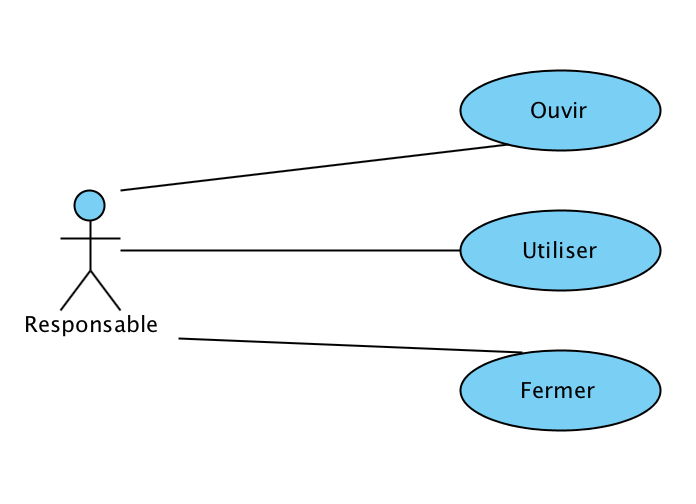 Ouvir
Utiliser
Responsable
Fermer